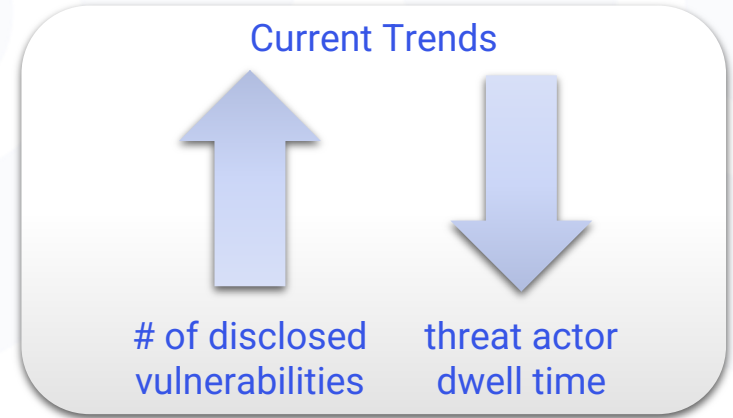 Current Trends
# of disclosed
vulnerabilities
threat actor
dwell time